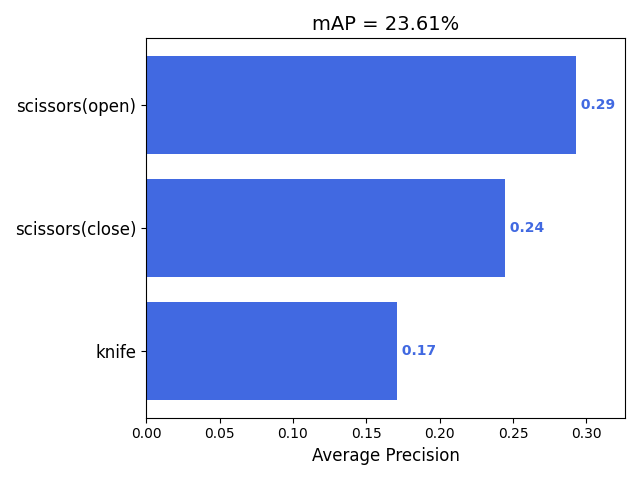 mAP = 23.61%
scissors(open)
0.29
scissors(close)
0.24
knife
0.17
0.00 0.05 0.10 0.15 0.20 0.25 0.30
Average Precision